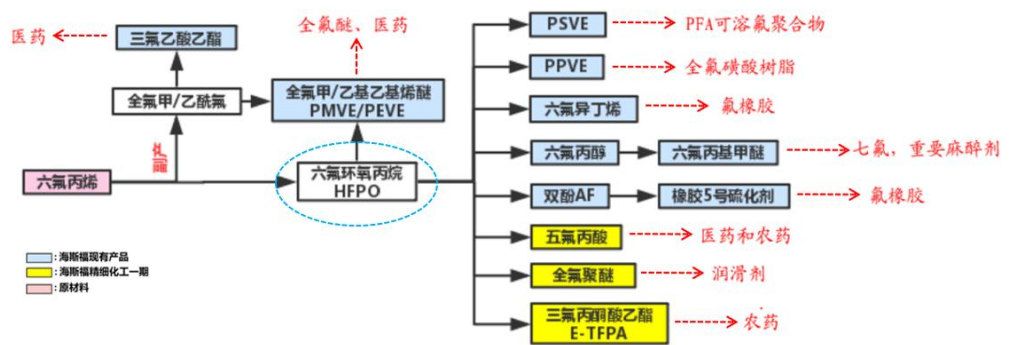 医药
三氟乙酸乙酯
全氟醚、医药
全氟甲/乙酰氟
全氟甲/乙基乙基烯醚
PMVE/PEVE
副产
六氟丙烯
六氟环氧丙烷
HFPO
PSVE
PFA可溶氟聚合物
PPVE
全氟磺酸树脂
六氟异丁烯
氟橡胶
六氟丙醇
六氟丙基甲醚
七氟，重要麻醉剂
双酚AF
橡胶5号硫化剂
氟橡胶
五氟丙酸
医药和农药
全氟聚醚
润滑剂
三氟丙酮酸乙酯
E-TFPA
农药
：海斯福现有产品
：海斯福精细化工一期
：原材料